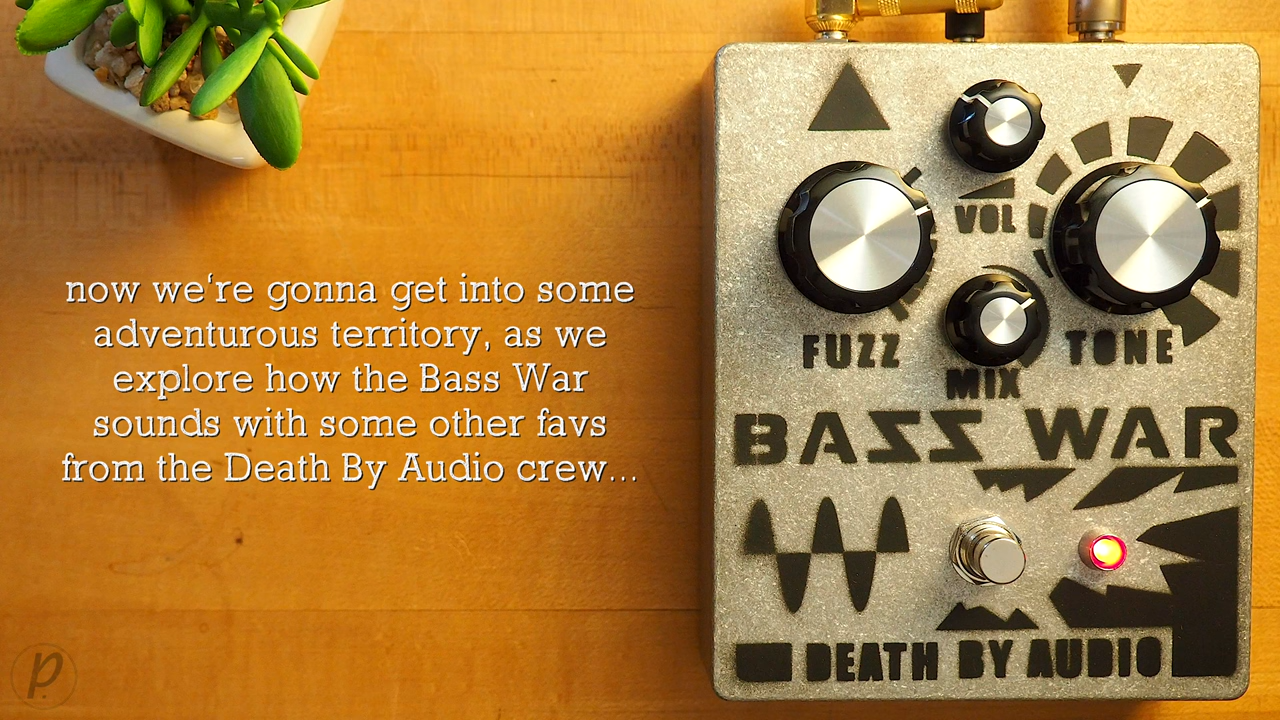 now we're gonna get into some
adventurous territory, as we
explore how the Bass War
sounds with some other favs
from the Death By Audio crew...
VOL
FUZZ
TONE
MIX
BASS WAR
DEATH BY AUDIO
p.